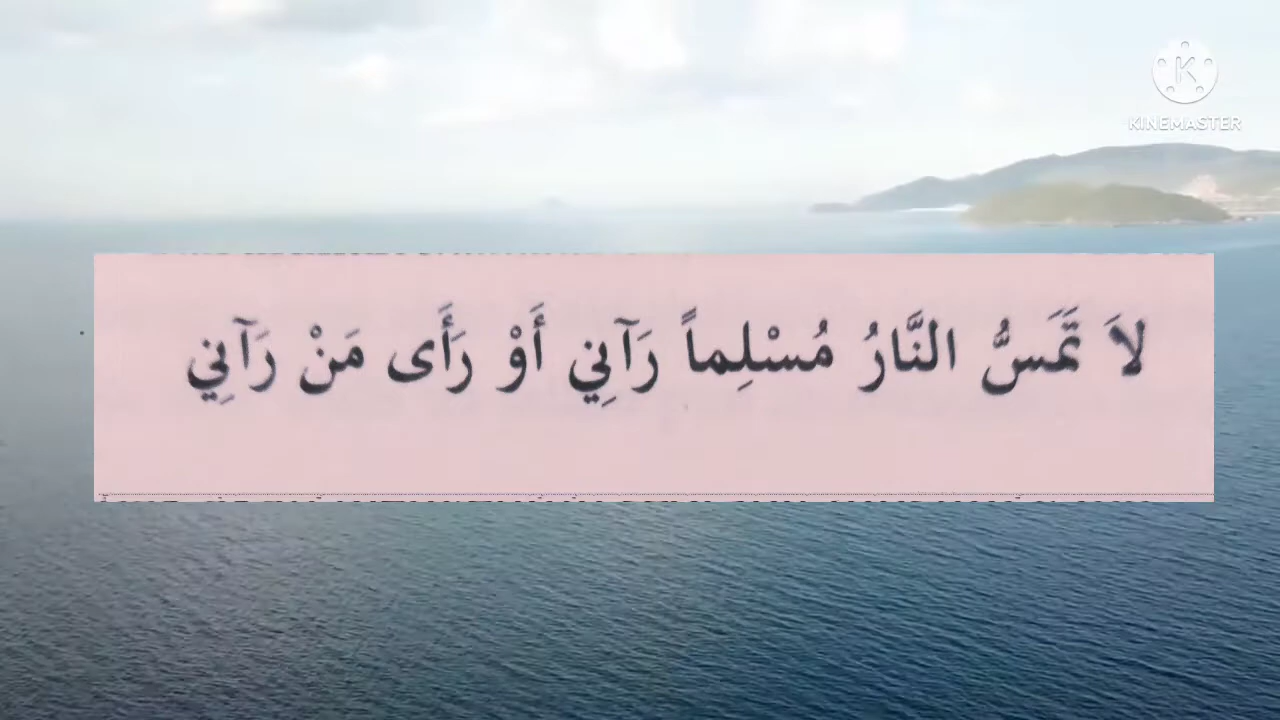 KINEMASTER
لاَ تَمَسُّ النَّارُ مُسْلِماً رَآنِي أَوْ رَأَى مَنْ رَآنِي